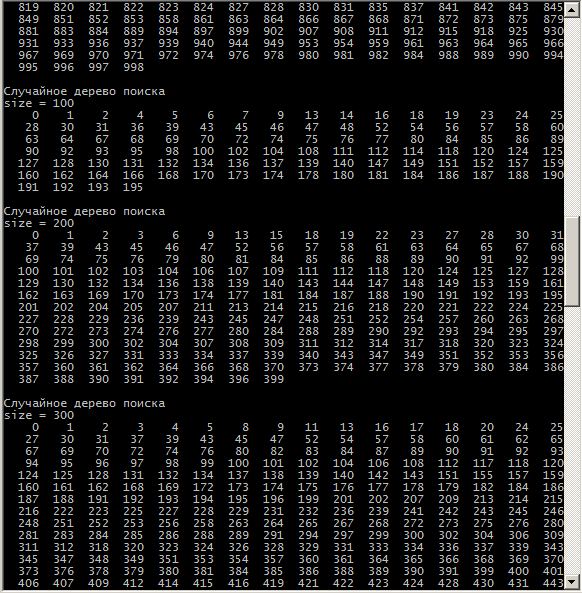 819 820 821 822 823 824 827 828 830 831 835 837 841 842 843 845
849 851 852 853 858 861 863 864 866 867 868 871 872 873 875 879
881 883 884 889 894 897 899 902 907 908 911 912 915 918 925 930
931 933 936 937 939 940 944 949 953 954 959 961 963 964 965 966
967 969 970 971 972 974 976 978 980 981 982 984 988 989 990 994
995 996 997 998
Случайное дерево поиска
size = 100
0 1 2 4 5 6 7 9 13 14 16 18 19 23 24 25
28 30 31 36 39 43 45 46 47 48 52 54 56 57 58 60
63 64 67 68 69 70 72 74 75 76 77 80 84 85 86 89
90 92 93 95 98 100 102 104 108 111 112 114 118 120 124 125
127 128 130 131 132 134 136 137 139 140 147 149 151 152 157 159
160 162 164 166 168 170 173 174 178 180 181 184 186 187 188 190
191 192 193 195
Случайное дерево поиска
size = 200
0 1 2 3 6 9 13 15 18 19 22 23 27 28 30 31
37 39 43 45 46 47 52 56 57 58 61 63 64 65 67 68
69 74 75 76 79 80 81 84 85 86 88 89 90 91 92 99
100 101 102 103 104 106 107 109 111 112 118 120 124 125 127 128
129 130 132 134 136 138 139 140 143 144 147 148 149 153 159 161
162 163 169 170 173 174 177 181 184 187 188 190 191 192 193 195
201 202 204 205 207 211 213 214 215 216 218 220 221 222 224 225
227 228 229 236 239 243 245 247 248 251 252 254 257 260 263 268
270 272 273 274 276 277 280 284 288 289 290 292 293 294 295 297
298 299 300 302 304 307 308 309 311 312 314 317 318 320 323 324
325 326 327 331 333 334 337 339 340 343 347 349 351 352 353 356
357 360 361 362 364 366 368 370 373 374 377 378 379 380 384 386
387 388 390 391 392 394 396 399
Случайное дерево поиска
size = 300
0 1 2 3 4 5 8 9 11 13 16 17 18 20 24 25
27 30 31 37 39 43 45 47 52 54 57 58 60 61 62 65
67 69 70 72 74 76 80 82 83 84 87 89 90 91 92 93
94 95 96 97 98 99 100 101 102 104 106 108 112 117 118 120
124 125 128 131 132 134 137 138 139 140 142 143 151 155 157 159
160 161 162 168 169 172 173 174 175 176 177 178 179 182 184 186
187 188 191 192 193 194 195 196 199 201 202 207 209 213 214 215
216 222 223 225 227 228 229 231 232 236 239 241 242 243 245 246
248 251 252 253 256 258 263 264 265 267 268 272 273 275 276 280
281 283 284 285 286 288 289 291 294 297 299 300 302 304 306 309
311 312 318 320 323 324 326 328 329 331 333 334 336 337 339 343
345 347 348 349 351 353 354 357 360 361 364 365 366 368 369 370
373 376 378 379 380 381 384 385 386 388 389 390 391 399 400 401
406 407 409 412 414 415 416 419 421 422 423 424 428 430 431 443